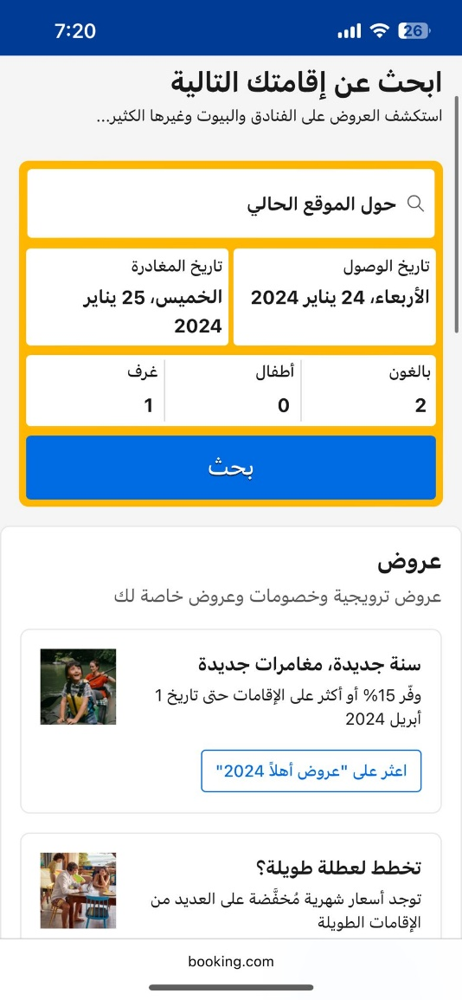 7:20
26
ابحث عن إقامتك التالية
استكشف العروض على الفنادق والبيوت وغيرها الكثير...
حول الموقع الحالي
تاريخ الوصول
الأربعاء، 24 يناير 2024
تاريخ المغادرة
الخميس، 25 يناير
2024
بالغون
2
أطفال
0
غرف
1
بحث
عروض
عروض ترويجية وخصومات وعروض خاصة لك
سنة جديدة، مغامرات جديدة
وفّر 15% أو أكثر على الإقامات حتى تاريخ 1
أبريل 2024
اعثر على "عروض أهلاً 2024"
تخطط لعطلة طويلة؟
توجد أسعار شهرية مُخفَّضة على العديد من
الإقامات الطويلة
booking.com